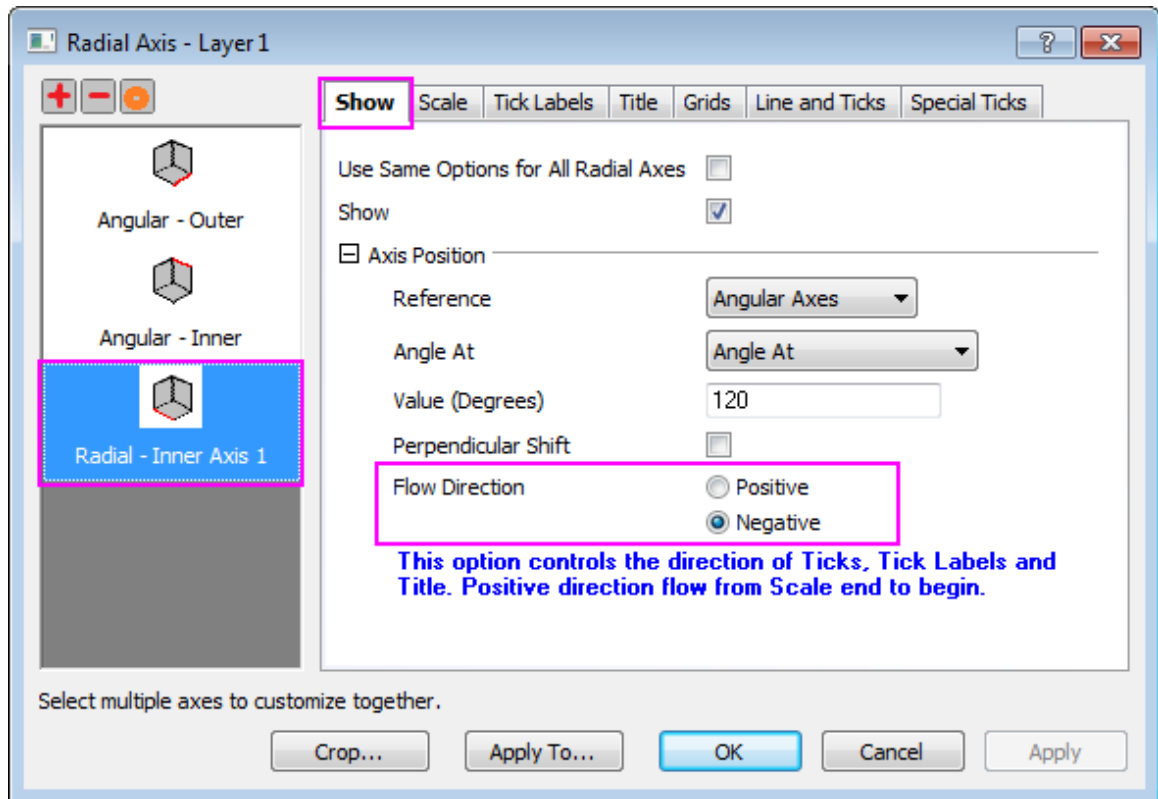 Radial Axis - Layer 1
Show Scale Tick Labels Title Grids Line and Ticks Special Ticks
Angular - Outer
Angular - Inner
Radial - Inner Axis 1
Use Same Options for All Radial Axes
Show
Axis Position
Reference Angular Axes
Angle At Angle At
Value (Degrees) 120
Perpendicular Shift
Flow Direction Positive
Negative
This option controls the direction of Ticks, Tick Labels and
Title. Positive direction flow from Scale end to begin.
Select multiple axes to customize together.
Crop... Apply To... OK Cancel Apply